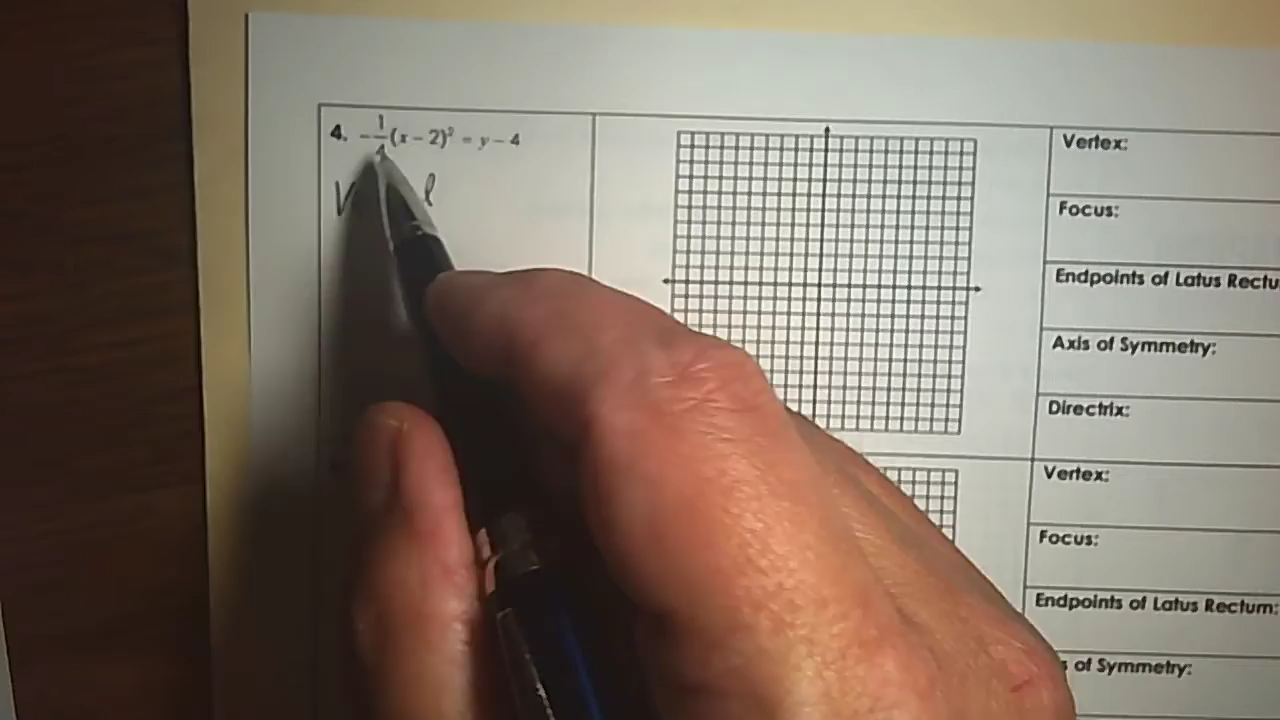 4. -1/4(x - 2)² = y - 4
Vertex:
Focus:
Endpoints of Latus Rectu
Axis of Symmetry:
Directrix:
Vertex:
Focus:
Endpoints of Latus Rectum:
of Symmetry: